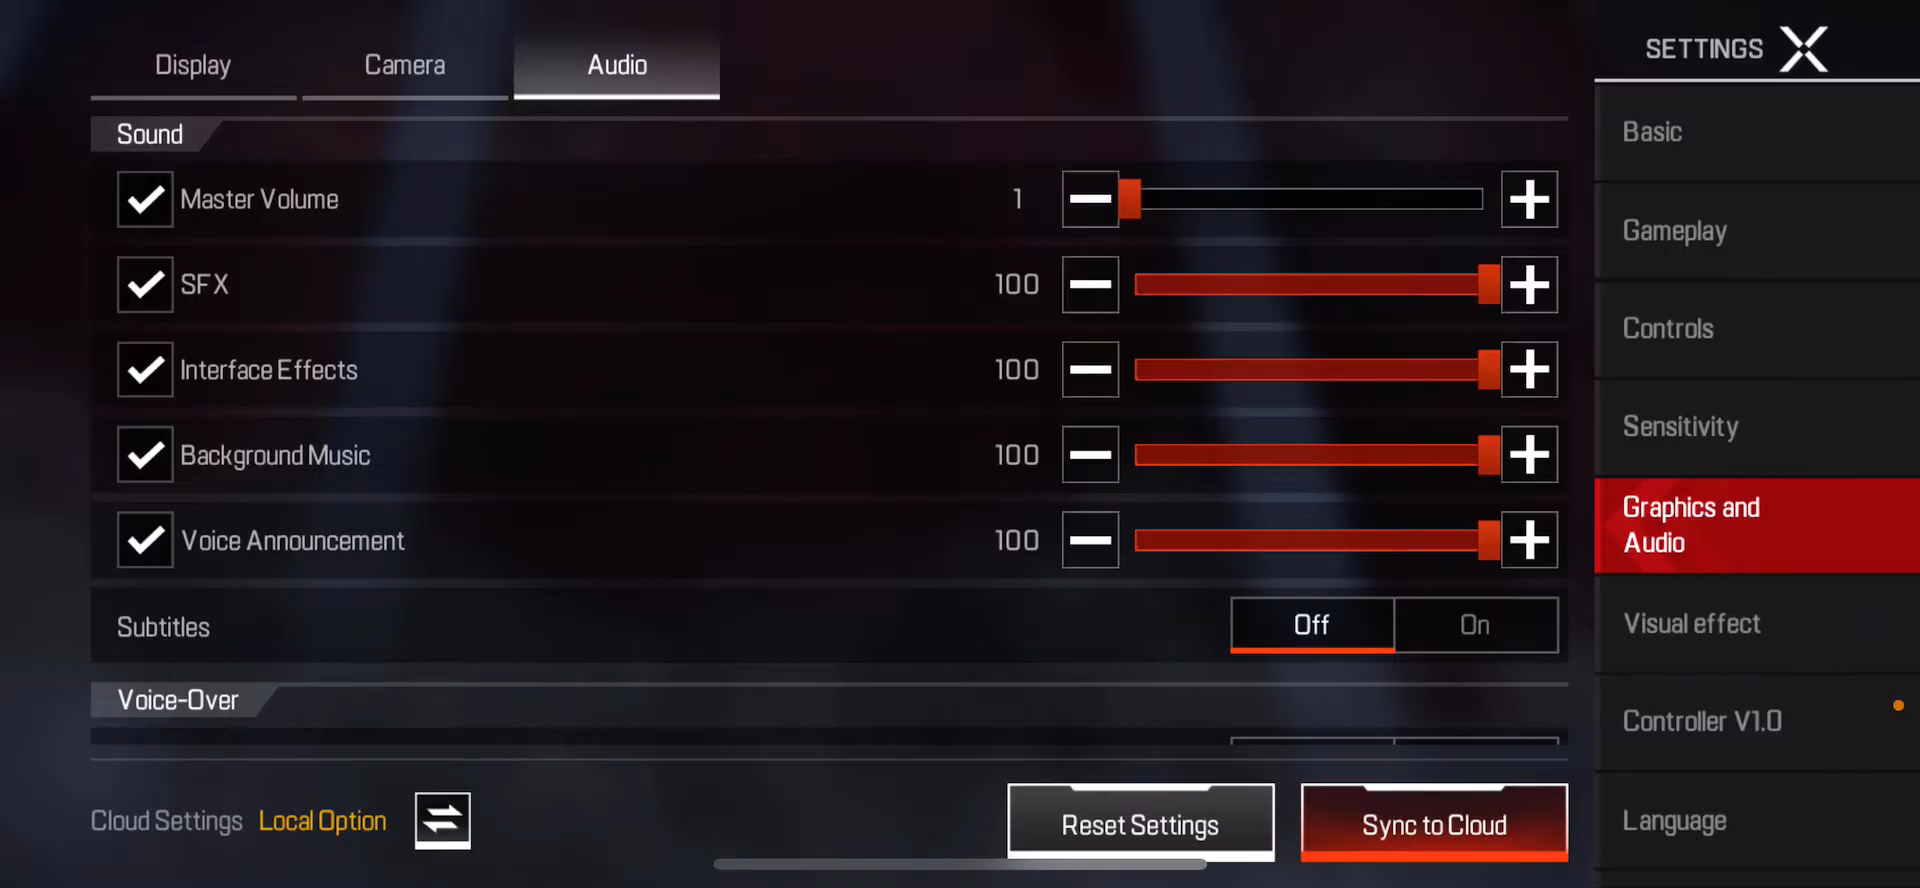 Display
Camera
Audio
SETTINGS
Sound
Master Volume
1
SFX
100
Interface Effects
100
Background Music
100
Voice Announcement
100
Subtitles
Off
On
Voice-Over
Cloud Settings
Local Option
Reset Settings
Sync to Cloud
Basic
Gameplay
Controls
Sensitivity
Graphics and
Audio
Visual effect
Controller V1.0
Language